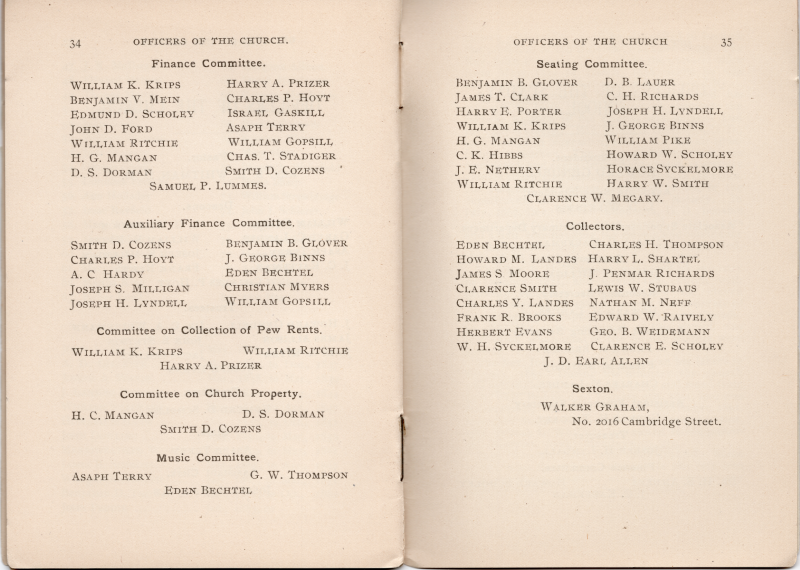 34 OFFICERS OF THE CHURCH.
Finance Committee.
WILLIAM K. KRIPS HARRY A. PRIZER
BENJAMIN V. MEIN CHARLES P. HOYT
EDMUND D. SCHOLEY ISRAEL GASKILL
JOHN D. FORD ASAPH TERRY
WILLIAM RITCHIE WILLIAM GOPSILL
H. G. MANGAN CHAS. T. STADIGER
D. S. DORMAN SMITH D. COZENS
SAMUEL P. LUMMES.
Auxiliary Finance Committee.
SMITH D. COZENS BENJAMIN B. GLOVER
CHARLES P. HOYT J. GEORGE BINNS
A. C HARDY EDEN BECHTEL
JOSEPH S. MILLIGAN CHRISTIAN MYERS
JOSEPH H. LYNDELL WILLIAM GOPSILL
Committee on Collection of Pew Rents.
WILLIAM K. KRIPS WILLIAM RITCHIE
HARRY A. PRIZER
Committee on Church Property.
H. C. MANGAN D. S. DORMAN
SMITH D. COZENS
Music Committee.
ASAPH TERRY G. W. THOMPSON
EDEN BECHTEL
OFFICERS OF THE CHURCH 35
Seating Committee.
BENJAMIN B. GLOVER D. B. LAUER
JAMES T. CLARK C. H. RICHARDS
HARRY E. PORTER JOSEPH H. LYNDELL
WILLIAM K. KRIPS J. GEORGE BINNS
H. G. MANGAN WILLIAM PIKE
C. K. HIBBS HOWARD W. SCHOLEY
J. E. NETHERY HORACE SYCKELMORE
WILLIAM RITCHIE HARRY W. SMITH
CLARENCE W. MEGARY.
Collectors.
EDEN BECHTEL CHARLES H. THOMPSON
HOWARD M. LANDES HARRY L. SHARTEL
JAMES S MOORE J. PENMAR RICHARDS
CLARENCE SMITH LEWIS W. STUBAUS
CHARLES Y. LANDES NATHAN M. NEFF
FRANK R. BROOKS EDWARD W. RAIVELY
HERBERT EVANS GEO. B. WEIDEMANN
W. H. SYCKELMORE CLARENCE E. SCHOLEY
J. D. EARL ALLEN
Sexton.
WALKER GRAHAM,
No. 2016 Cambridge Street.